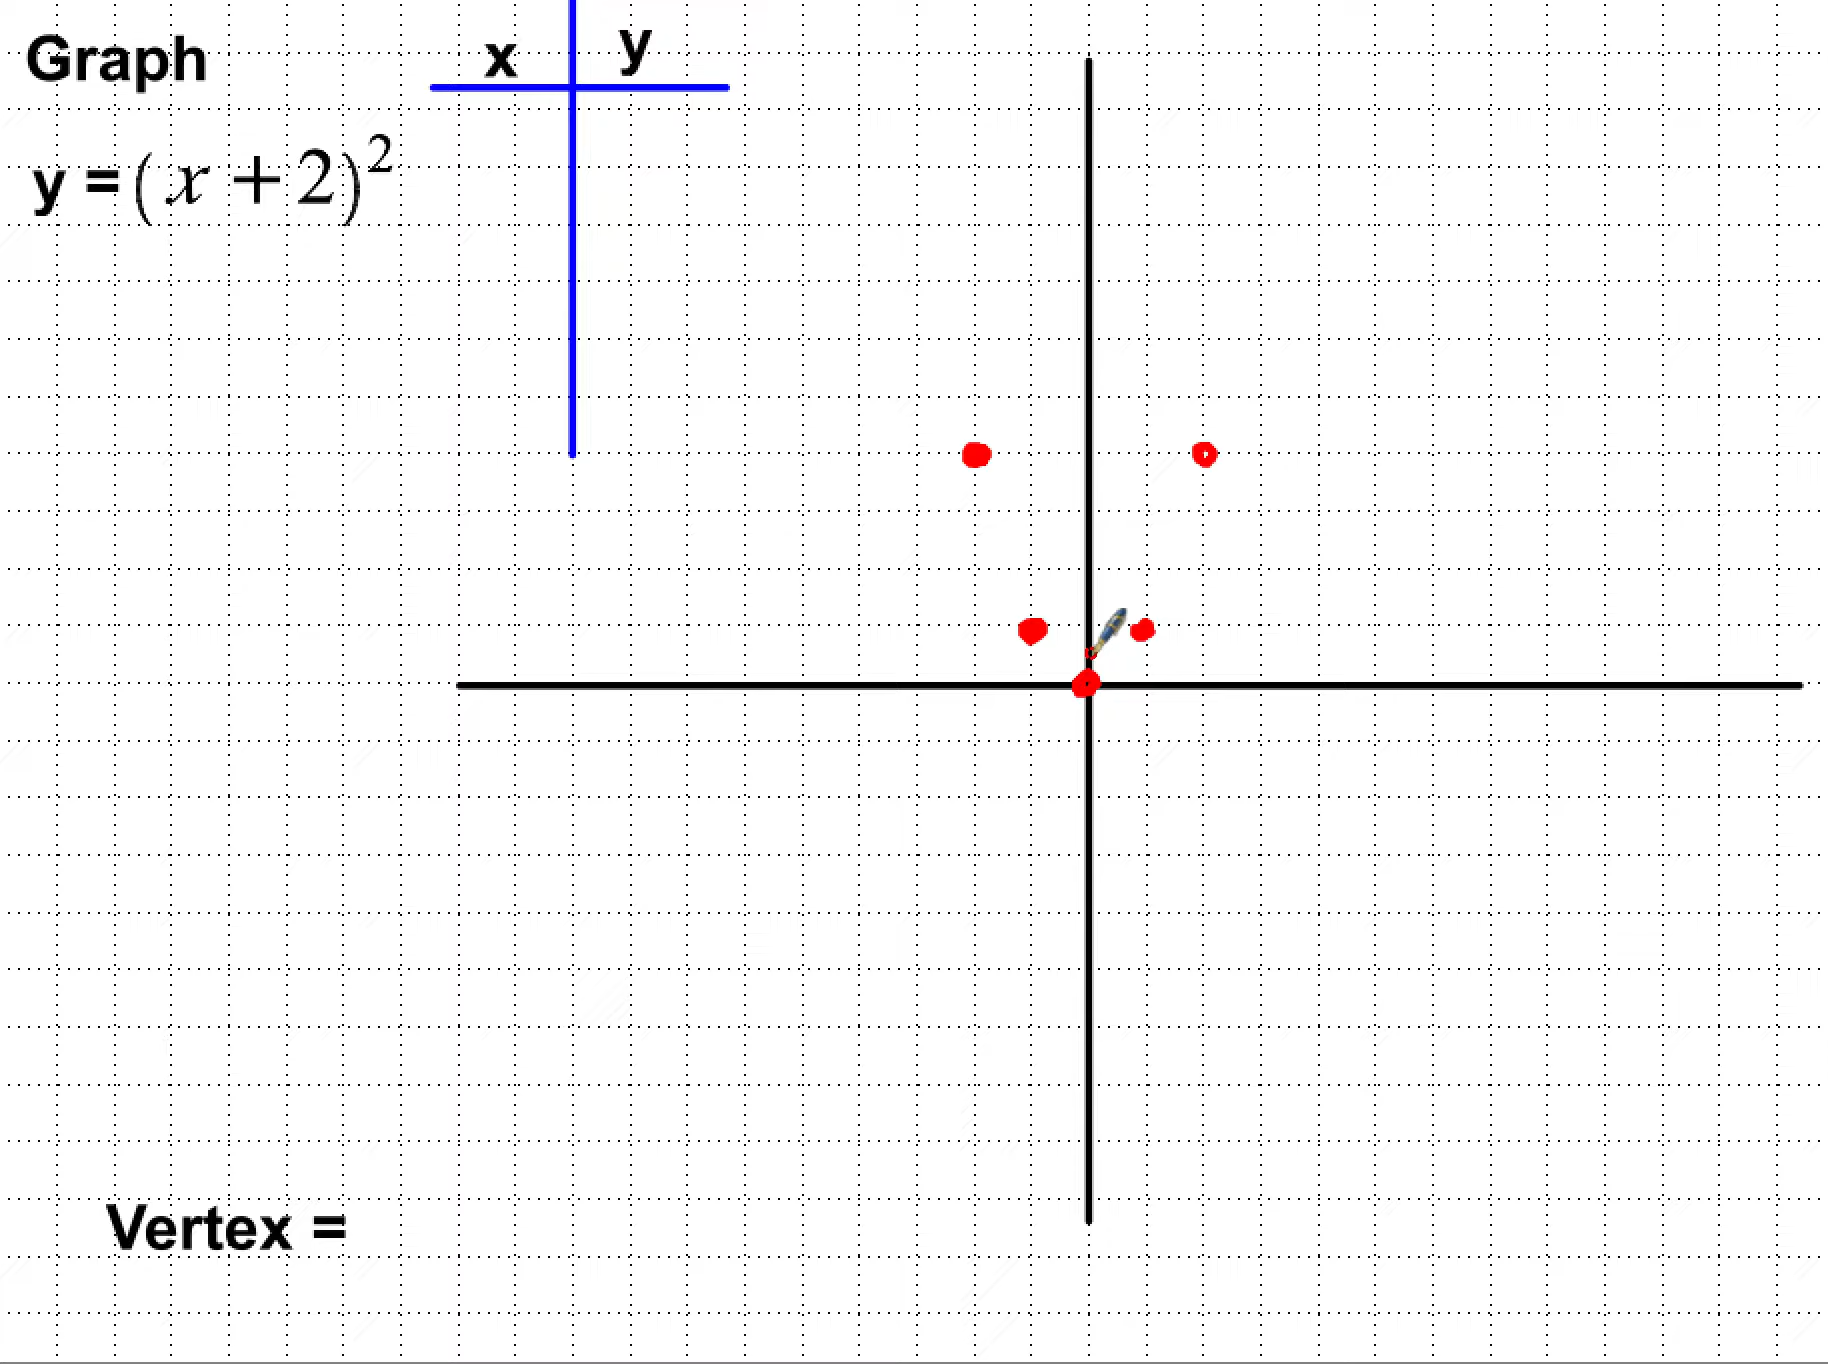 Graph
x y
y = (x + 2)²
Vertex =